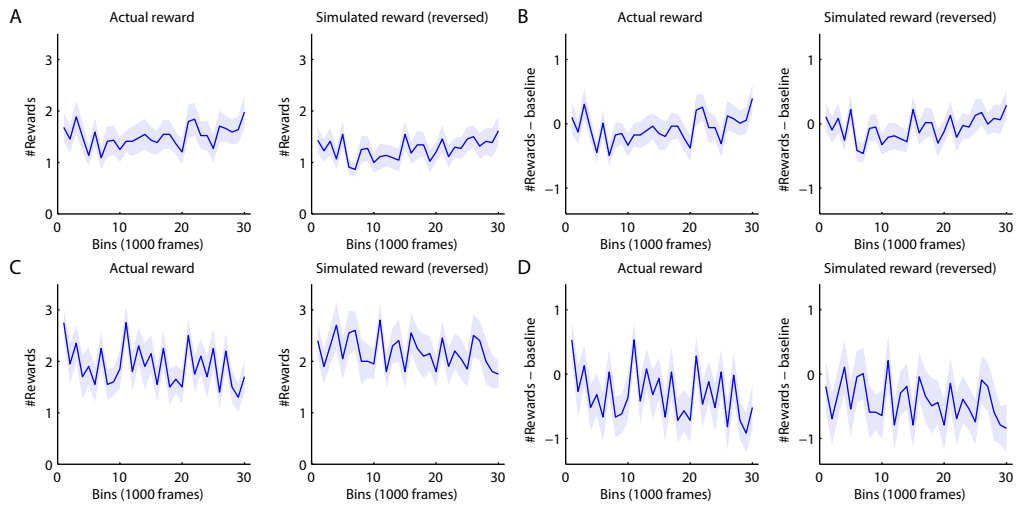 A
Actual reward
Simulated reward (reversed)
#Rewards
3
2
1
0
0 10 20 30
Bins (1000 frames)
#Rewards
3
2
1
0
0 10 20 30
Bins (1000 frames)
B
Actual reward
Simulated reward (reversed)
#Rewards − baseline
1
0
−1
0 10 20 30
Bins (1000 frames)
#Rewards − baseline
1
0
−1
0 10 20 30
Bins (1000 frames)
C
Actual reward
Simulated reward (reversed)
#Rewards
3
2
1
0
0 10 20 30
Bins (1000 frames)
#Rewards
3
2
1
0
0 10 20 30
Bins (1000 frames)
D
Actual reward
Simulated reward (reversed)
#Rewards − baseline
1
0
−1
0 10 20 30
Bins (1000 frames)
#Rewards − baseline
1
0
−1
0 10 20 30
Bins (1000 frames)